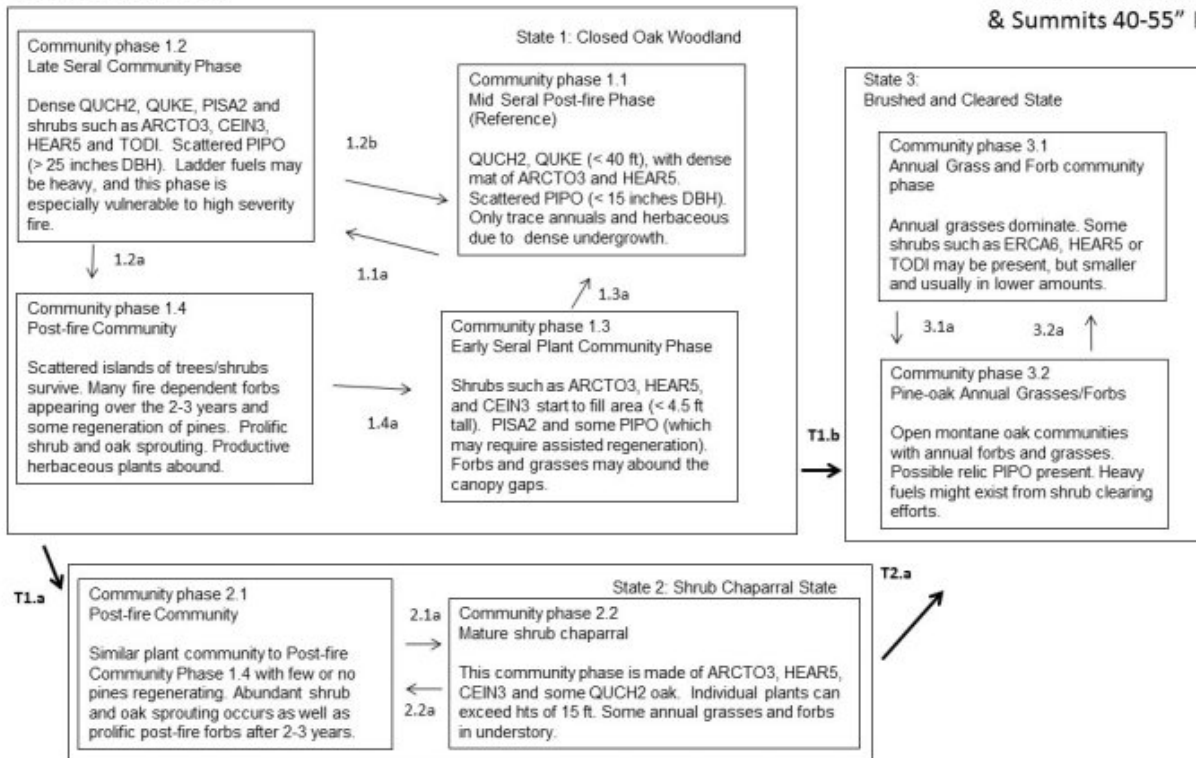 & Summits 40-55"
State 1: Closed Oak Woodland
Community phase 1.2
Late Seral Community Phase
Dense QUCH2, QUKE, PISA2 and
shrubs such as ARCTO3, CEIN3,
HEAR5 and TODI. Scattered PIPO
(> 25 inches DBH). Ladder fuels may
be heavy, and this phase is
especially vulnerable to high severity
fire.
1.2b
Community phase 1.1
Mid Seral Post-fire Phase
(Reference)
QUCH2, QUKE (< 40 ft), with dense
mat of ARCTO3 and HEAR5.
Scattered PIPO (< 15 inches DBH).
Only trace annuals and herbaceous
due to dense undergrowth.
1.2a
1.1a
1.3a
Community phase 1.4
Post-fire Community
Scattered islands of trees/shrubs
survive. Many fire dependent forbs
appearing over the 2-3 years and
some regeneration of pines. Prolific
shrub and oak sprouting. Productive
herbaceous plants abound.
1.4a
Community phase 1.3
Early Seral Plant Community Phase
Shrubs such as ARCTO3, HEAR5,
and CEIN3 start to fill area (< 4.5 ft
tall). PISA2 and some PIPO (which
may require assisted regeneration).
Forbs and grasses may abound the
canopy gaps.
T1.b
State 3:
Brushed and Cleared State
Community phase 3.1
Annual Grass and Forb community
phase
Annual grasses dominate. Some
shrubs such as ERCA6, HEAR5 or
TODI may be present, but smaller
and usually in lower amounts.
3.1a
3.2a
Community phase 3.2
Pine-oak Annual Grasses/Forbs
Open montane oak communities
with annual forbs and grasses.
Possible relic PIPO present. Heavy
fuels might exist from shrub clearing
efforts.
T1.a
State 2: Shrub Chaparral State
T2.a
Community phase 2.1
Post-fire Community
Similar plant community to Post-fire
Community Phase 1.4 with few or no
pines regenerating. Abundant shrub
and oak sprouting occurs as well as
prolific post-fire forbs after 2-3 years.
2.1a
2.2a
Community phase 2.2
Mature shrub chaparral
This community phase is made of ARCTO3, HEAR5,
CEIN3 and some QUCH2 oak. Individual plants can
exceed hts of 15 ft. Some annual grasses and forbs
in understory.